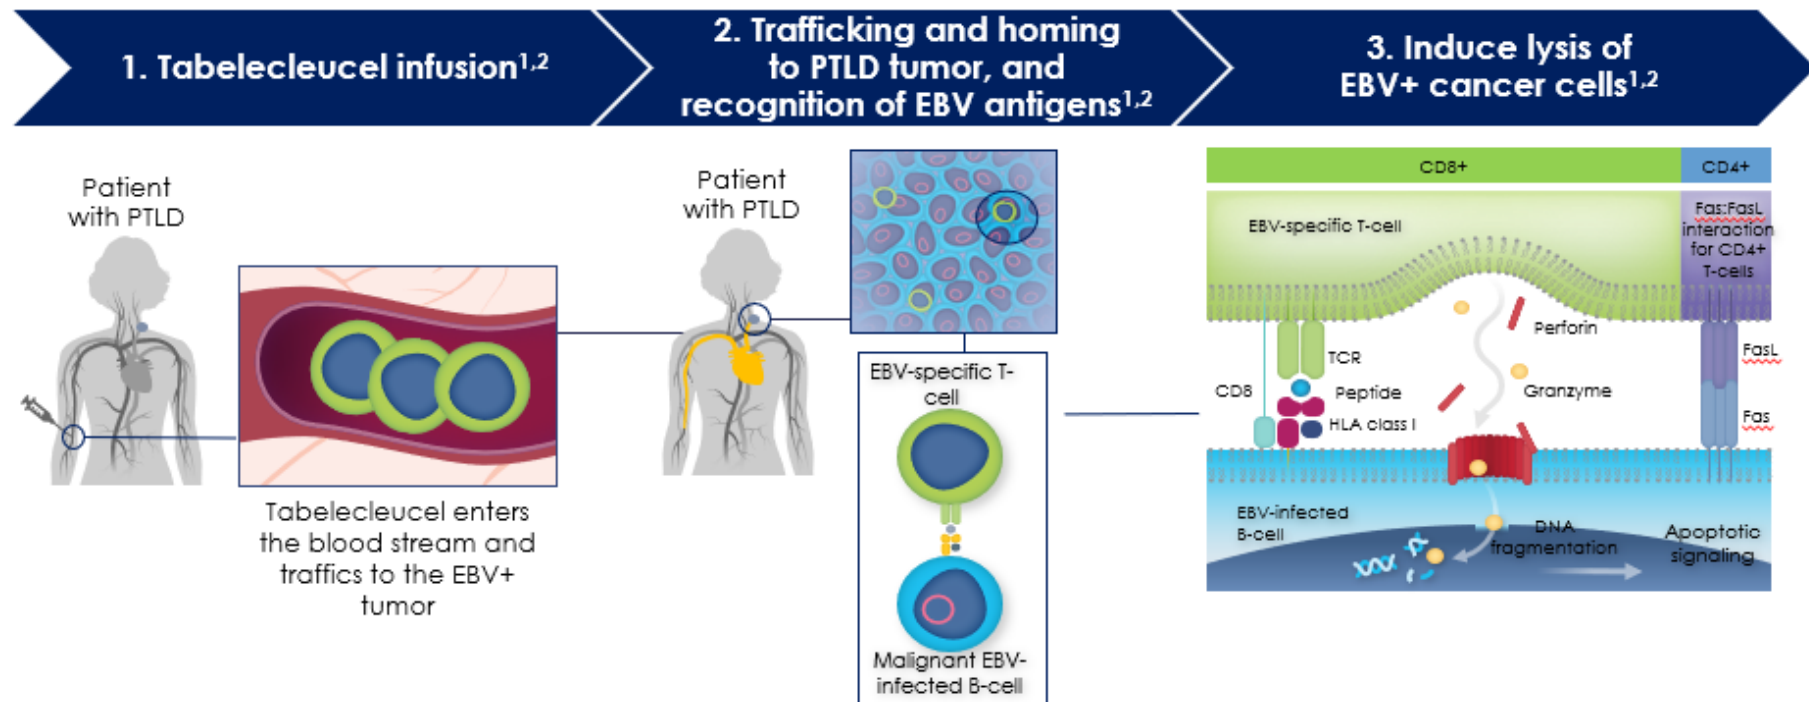 1. Tabelecleucel infusion1,2
2. Trafficking and homing
to PTLD tumor, and
recognition of EBV antigens1,2
3. Induce lysis of
EBV+ cancer cells1,2
Patient
with PTLD
Tabelecleucel enters
the blood stream and
traffics to the EBV+
tumor
Patient
with PTLD
EBV-specific T-
cell
Malignant EBV-
infected B-cell
CD8+
CD4+
EBV-specific T-cell
Fas:FasL
interaction
for CD4+
T-cells
Perforin
TCR
FasL
CD8
Peptide
Granzyme
HLA class I
Fas
EBV-infected
B-cell
DNA
fragmentation
Apoptotic
signaling